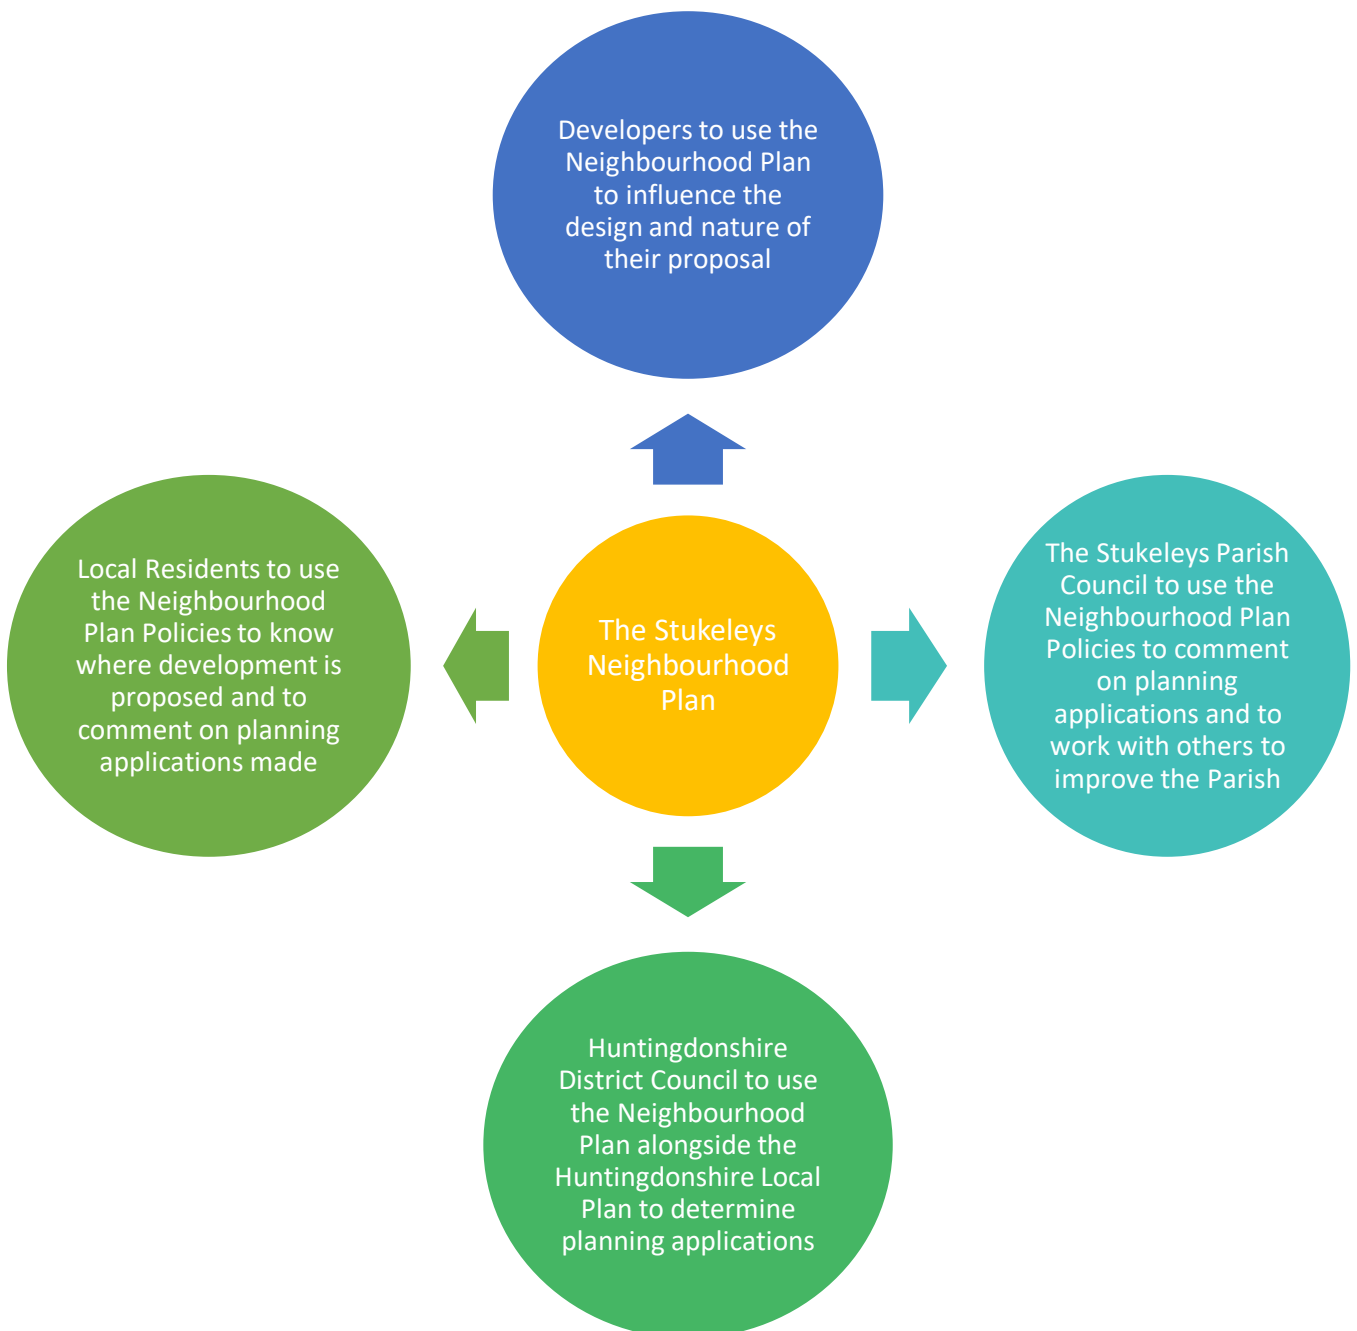 Developers to use the
Neighbourhood Plan
to influence the
design and nature of
their proposal
Local Residents to use
the Neighbourhood
Plan Policies to know
where development is
proposed and to
comment on planning
applications made
The Stukeleys
Neighbourhood
Plan
The Stukeleys Parish
Council to use the
Neighbourhood Plan
Policies to comment
on planning
applications and to
work with others to
improve the Parish
Huntingdonshire
District Council to use
the Neighbourhood
Plan alongside the
Huntingdonshire Local
Plan to determine
planning applications